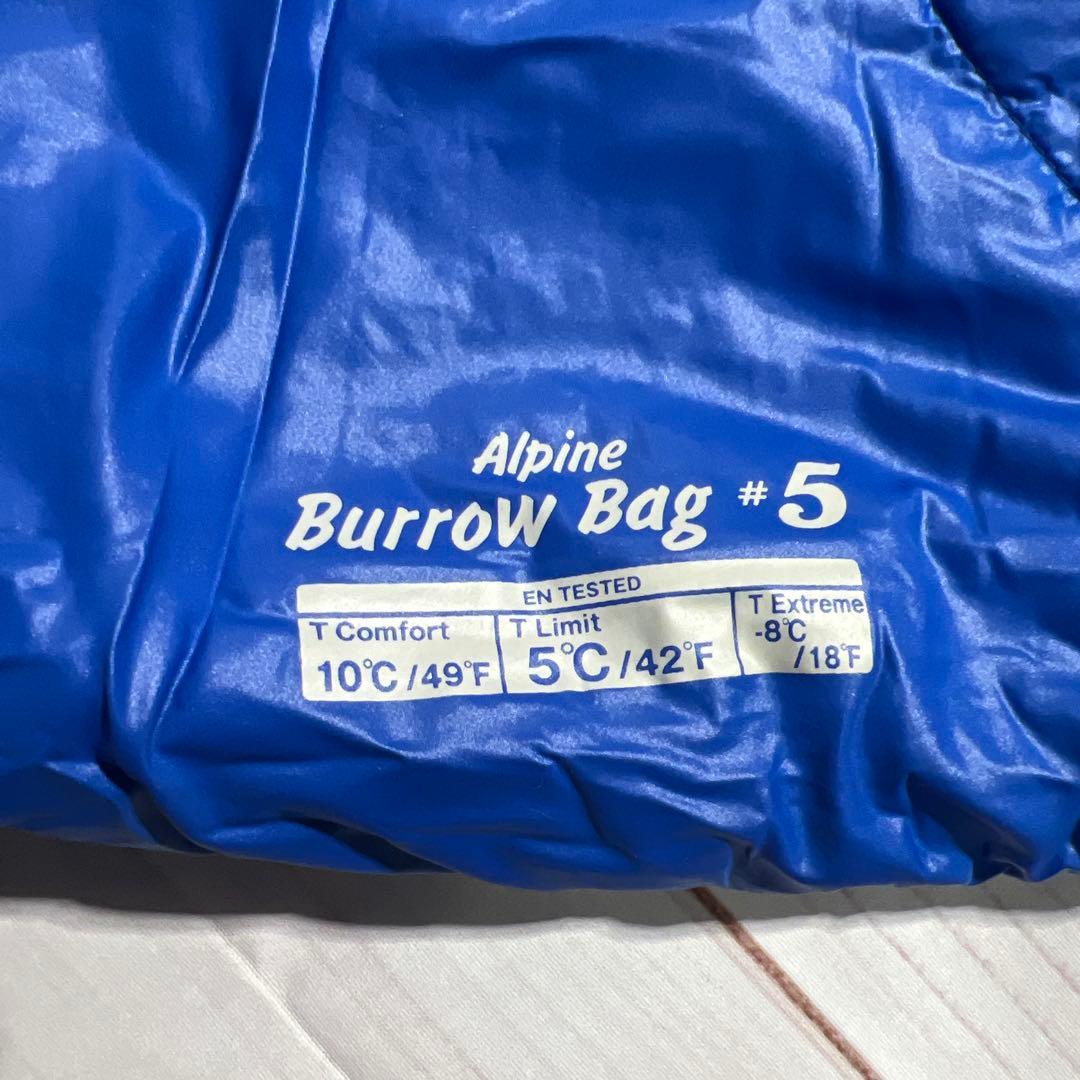 Alpine
BurroW Bag #5
EN TESTED
T Comfort
10℃/49℉
T Limit
5℃/42℉
T Extreme
-8℃
/18℉